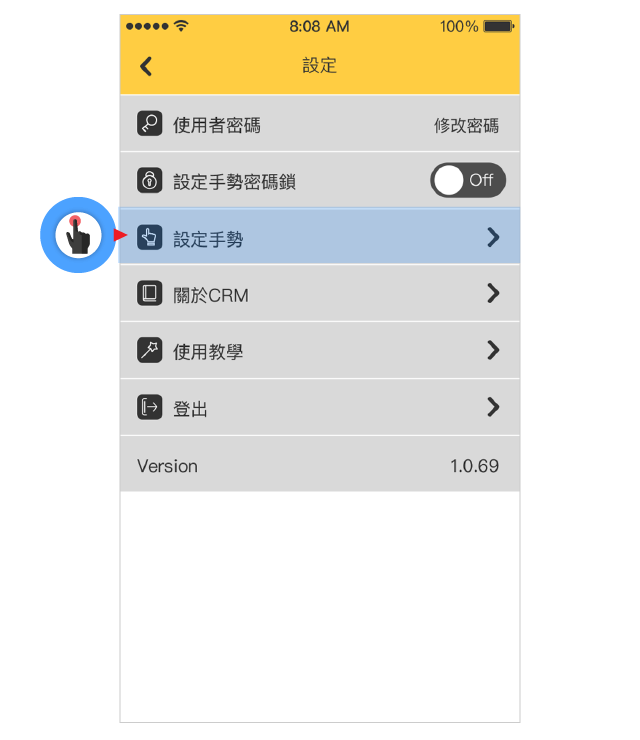 8:08 AM 100%
設定
使用者密碼 修改密碼
設定手勢密碼鎖 Off
設定手勢
關於CRM
使用教學
登出
Version 1.0.69